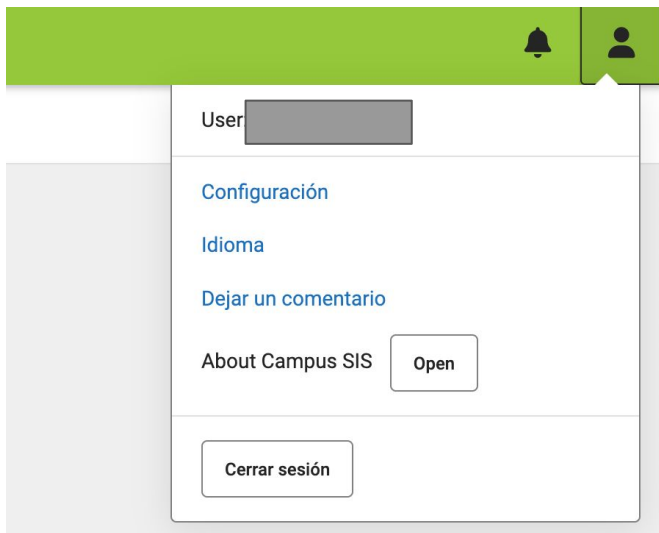 User:
Configuración
Idioma
Dejar un comentario
About Campus SIS Open
Cerrar sesión